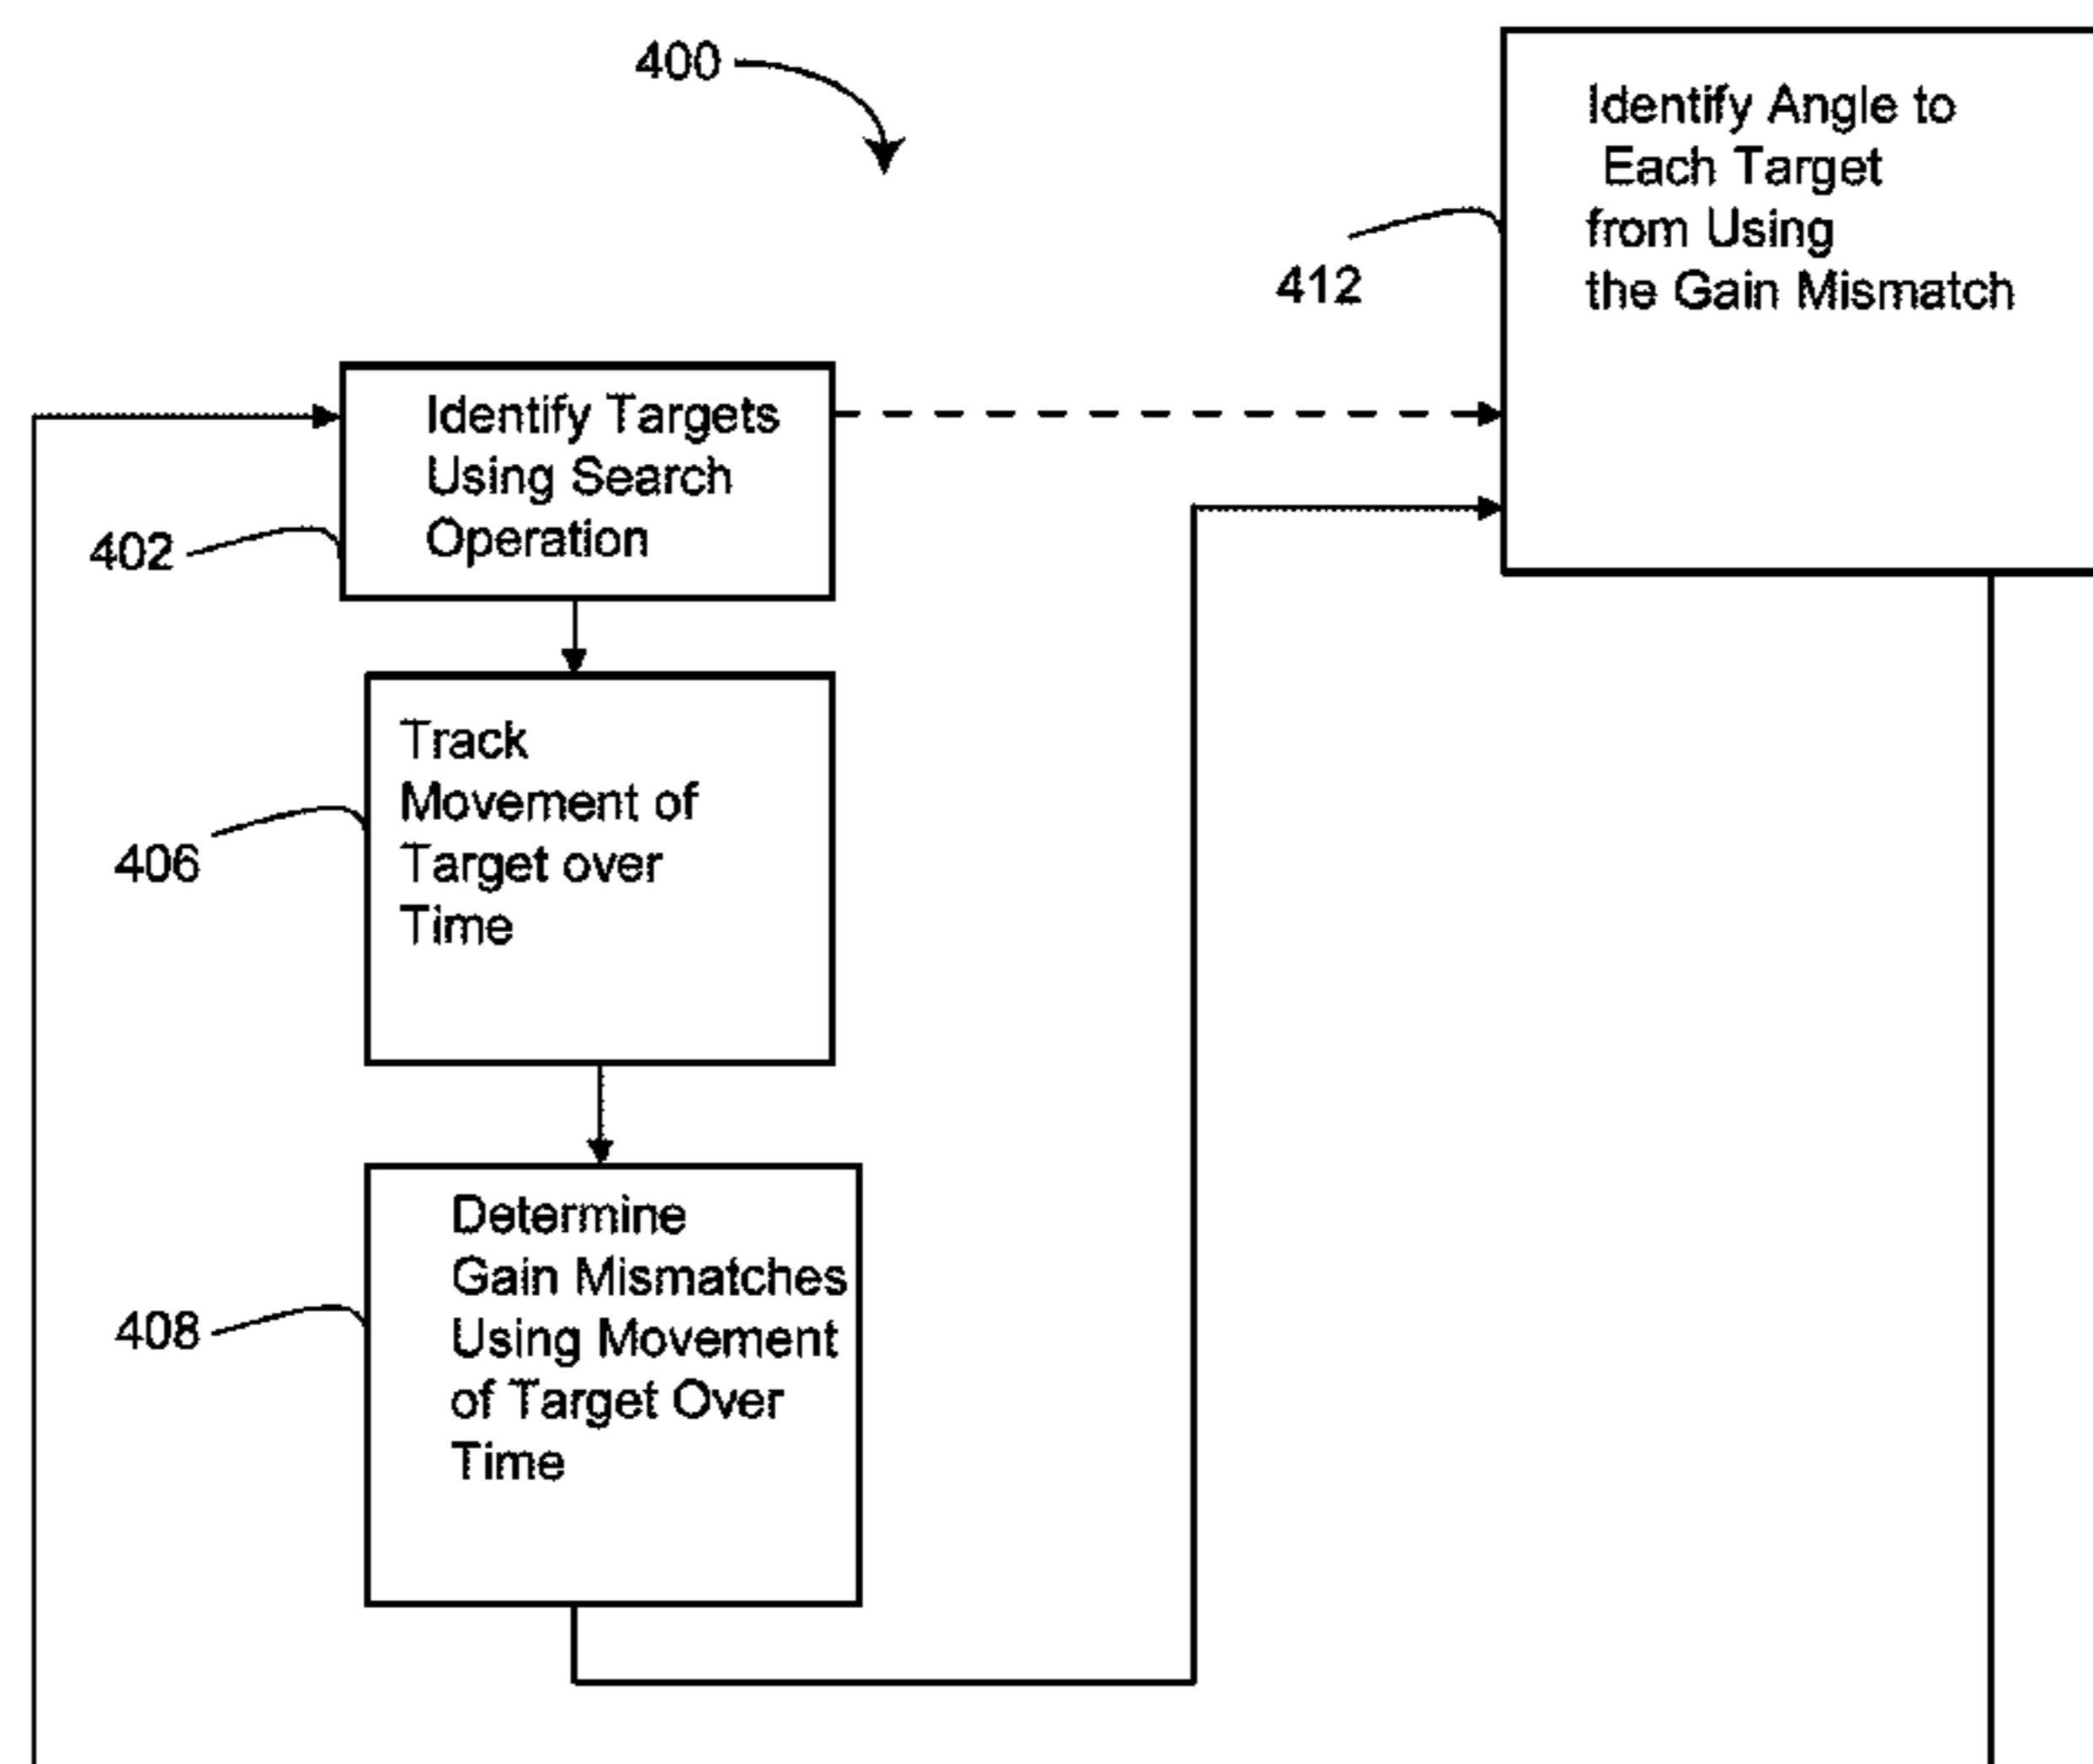 400
Identify Angle to
Each Target
from Using
the Gain Mismatch
412
Identify Targets
Using Search
Operation
402
Track
Movement of
Target over
Time
406
Determine
Gain Mismatches
Using Movement
of Target Over
Time
408